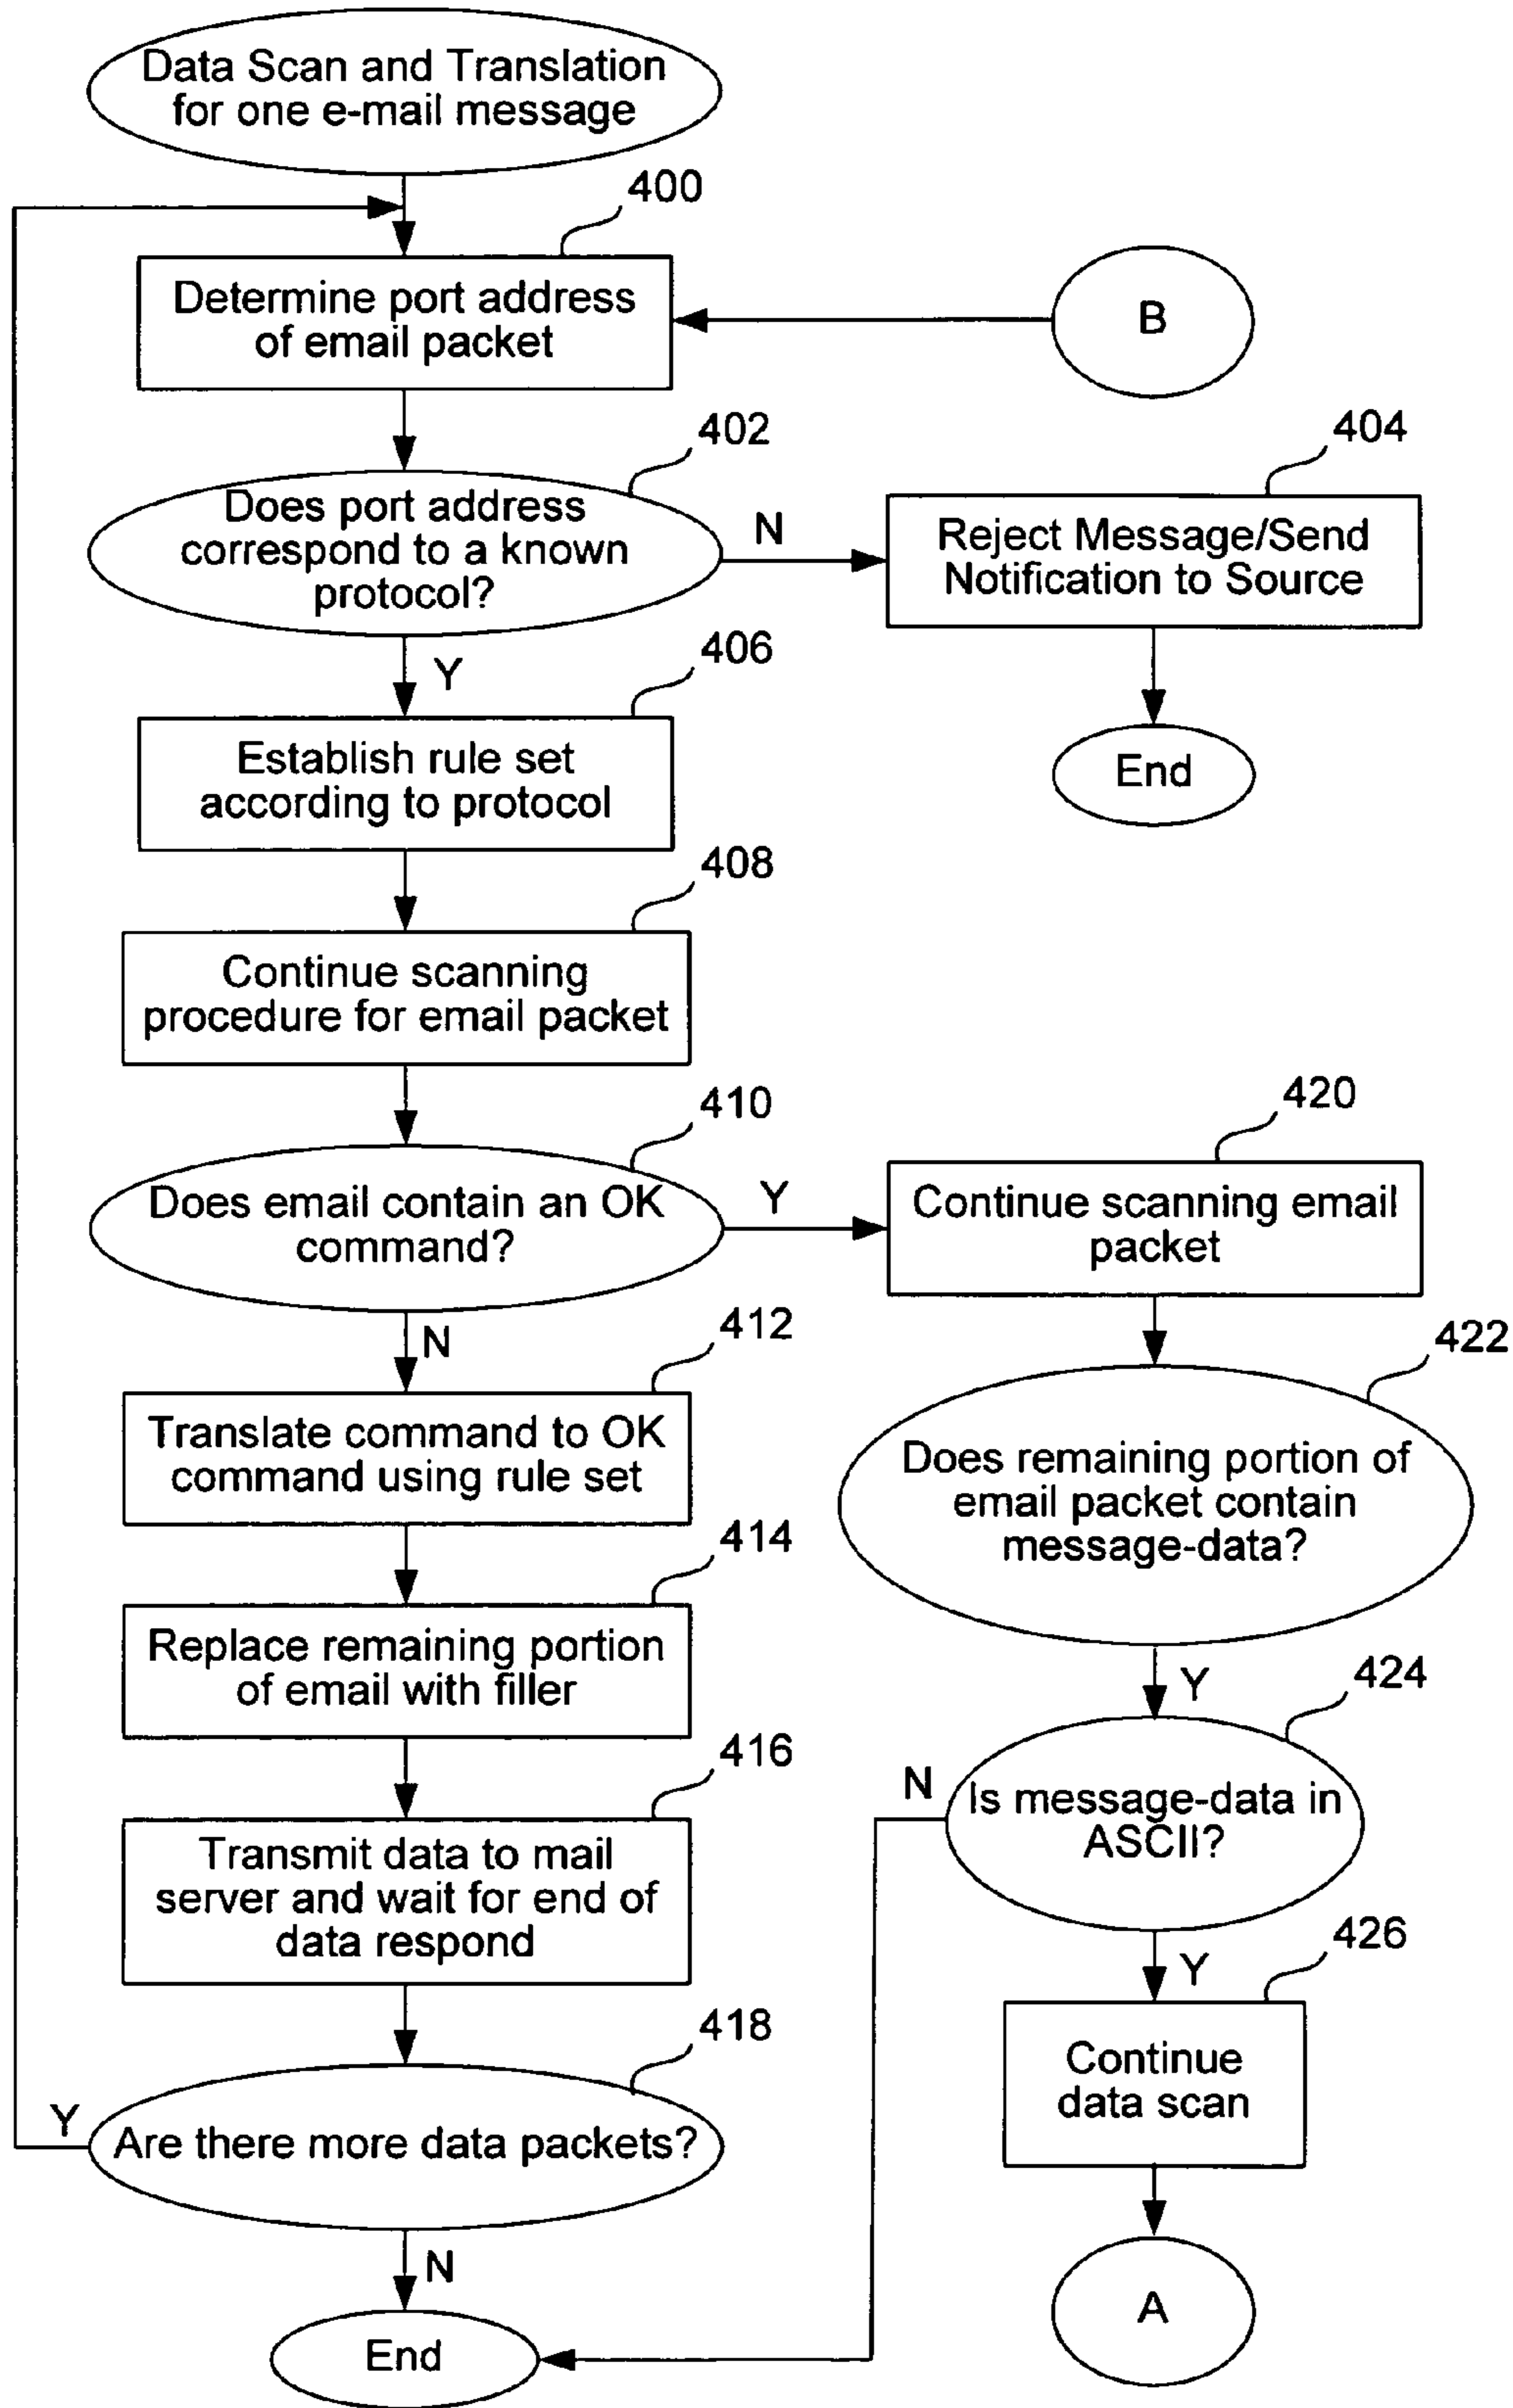 Data Scan and Translation
for one e-mail message
400
Determine port address
of email packet
B
402
Does port address
correspond to a known
protocol?
N
404
Reject Message/Send
Notification to Source
End
Y
406
Establish rule set
according to protocol
408
Continue scanning
procedure for email packet
410
Does email contain an OK
command?
Y
420
Continue scanning email
packet
N
412
Translate command to OK
command using rule set
422
Does remaining portion of
email packet contain
message-data?
414
Replace remaining portion
of email with filler
Y
424
Is message-data in
ASCII?
N
416
Transmit data to mail
server and wait for end of
data respond
Y
426
Continue
data scan
418
Are there more data packets?
Y
N
End
A